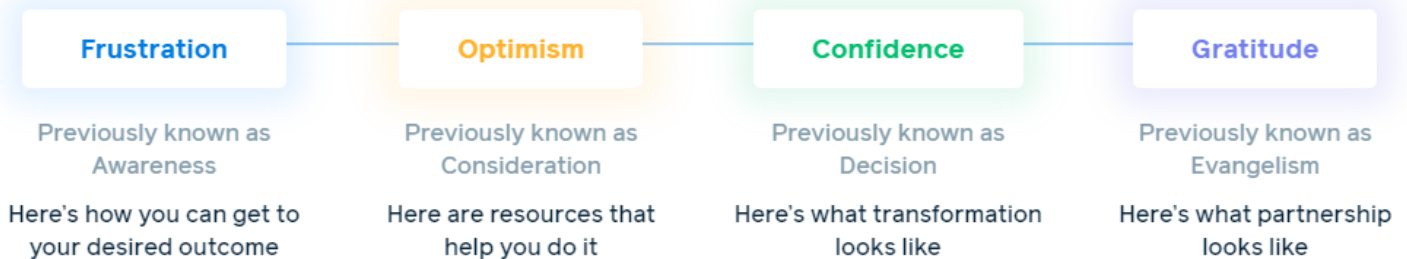 Frustration
Optimism
Confidence
Gratitude
Previously known as
Awareness
Previously known as
Consideration
Previously known as
Decision
Previously known as
Evangelism
Here's how you can get to
your desired outcome
Here are resources that
help you do it
Here's what transformation
looks like
Here's what partnership
looks like